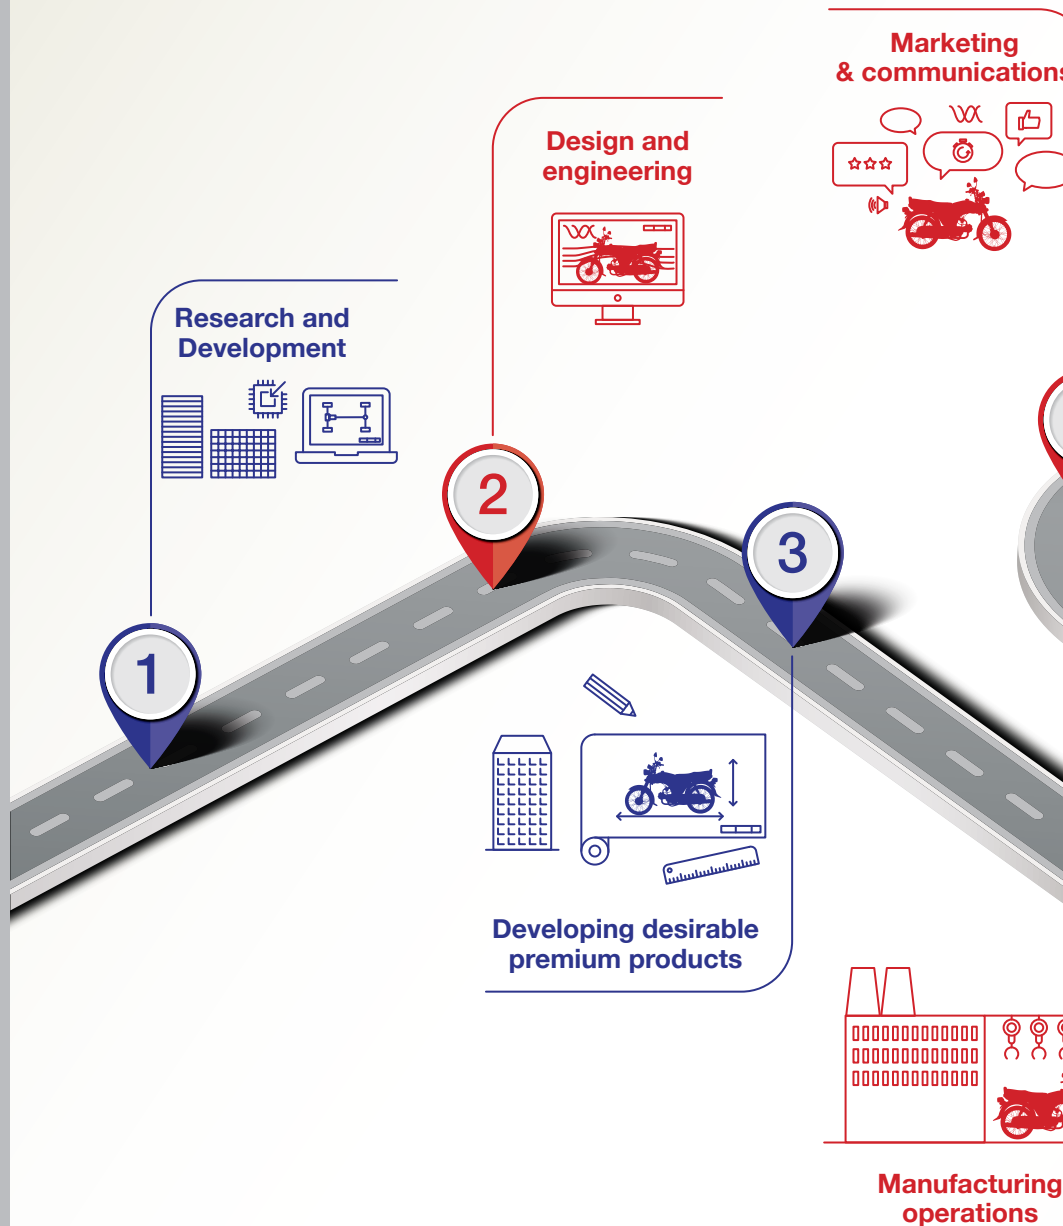 Marketing
& communications
Design and
engineering
Research and
Development
1
2
3
Developing desirable
premium products
Manufacturing
operations